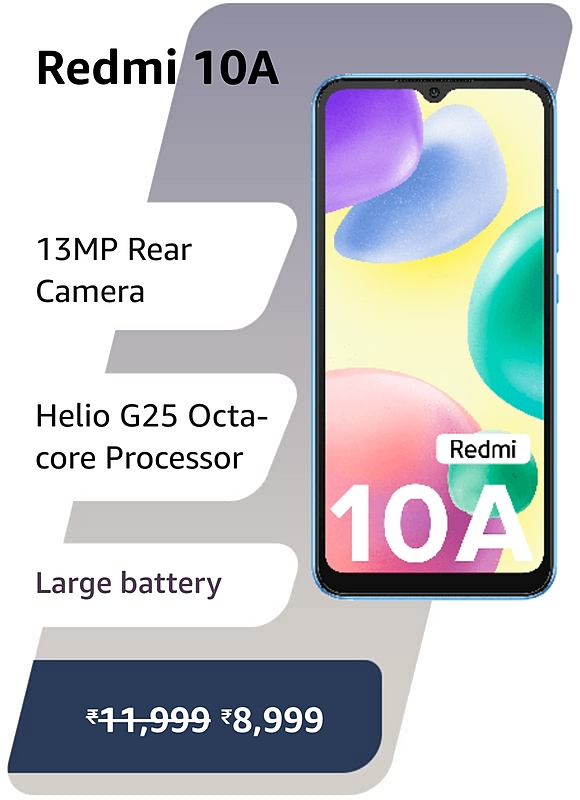 Redmi 10A
13MP Rear
Camera
Helio G25 Octa-
core Processor
Large battery
Redmi
10A
₹11,999 ₹8,999